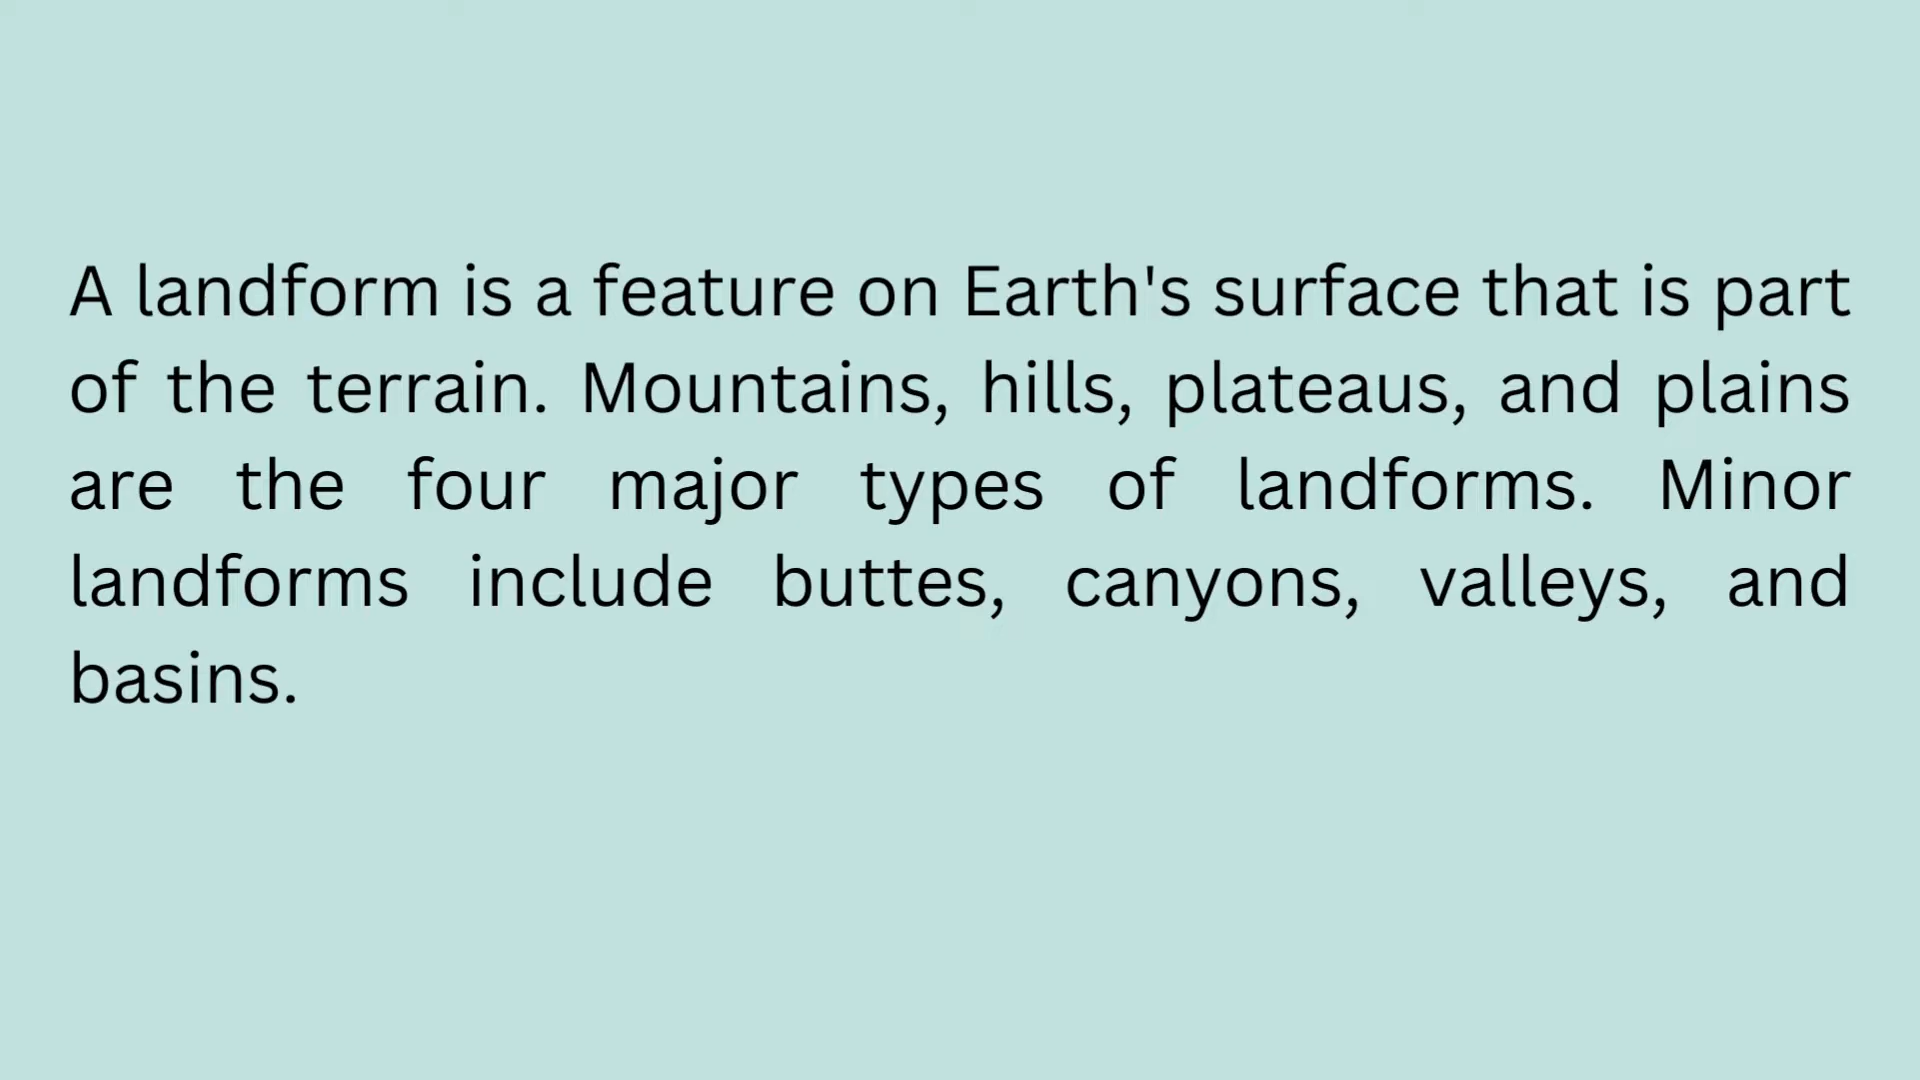 A landform is a feature on Earth's surface that is part
of the terrain. Mountains, hills, plateaus, and plains
are the four major types of landforms. Minor
landforms include buttes, canyons, valleys, and
basins.